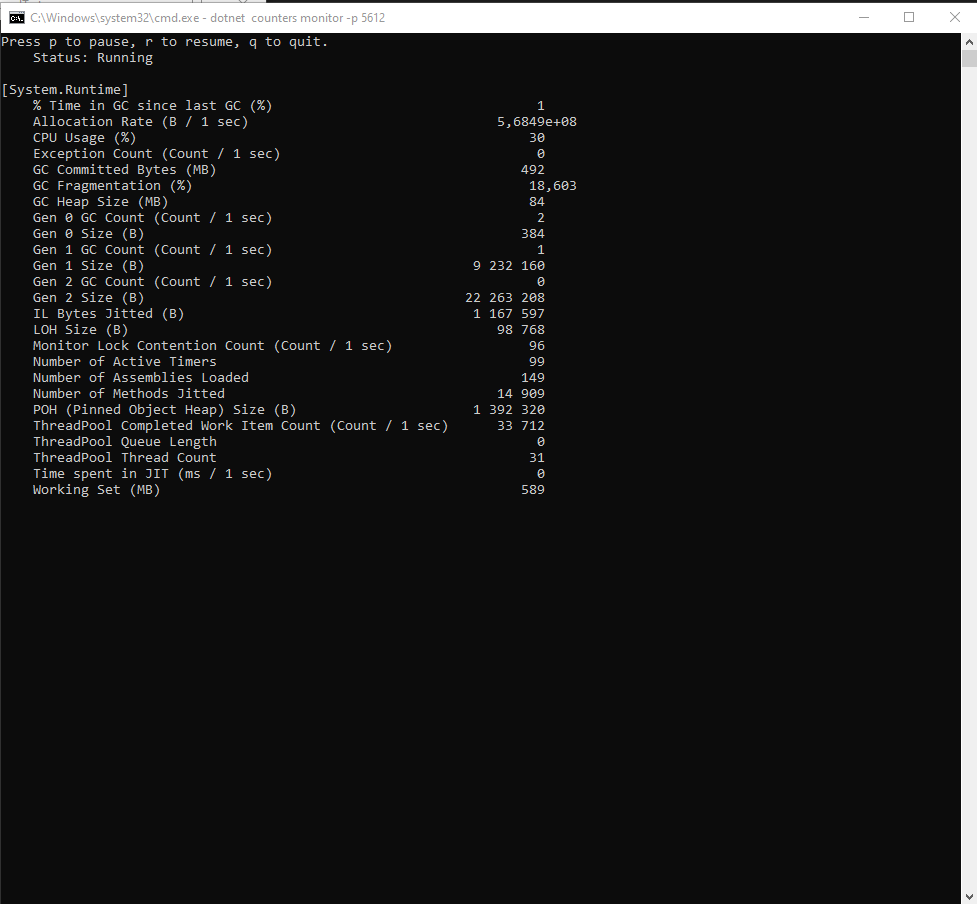 C:\Windows\system32\cmd.exe - dotnet counters monitor -p 5612
Press p to pause, r to resume, q to quit.
Status: Running
[System.Runtime]
% Time in GC since last GC (%) 1
Allocation Rate (B / 1 sec) 5,6849e+08
CPU Usage (%) 30
Exception Count (Count / 1 sec) 0
GC Committed Bytes (MB) 492
GC Fragmentation (%) 18,603
GC Heap Size (MB) 84
Gen 0 GC Count (Count / 1 sec) 2
Gen 0 Size (B) 384
Gen 1 GC Count (Count / 1 sec) 1
Gen 1 Size (B) 9 232 160
Gen 2 GC Count (Count / 1 sec) 0
Gen 2 Size (B) 22 263 208
IL Bytes Jitted (B) 1 167 597
LOH Size (B) 98 768
Monitor Lock Contention Count (Count / 1 sec) 96
Number of Active Timers 99
Number of Assemblies Loaded 149
Number of Methods Jitted 14 909
POH (Pinned Object Heap) Size (B) 1 392 320
ThreadPool Completed Work Item Count (Count / 1 sec) 33 712
ThreadPool Queue Length 0
ThreadPool Thread Count 31
Time spent in JIT (ms / 1 sec) 0
Working Set (MB) 589